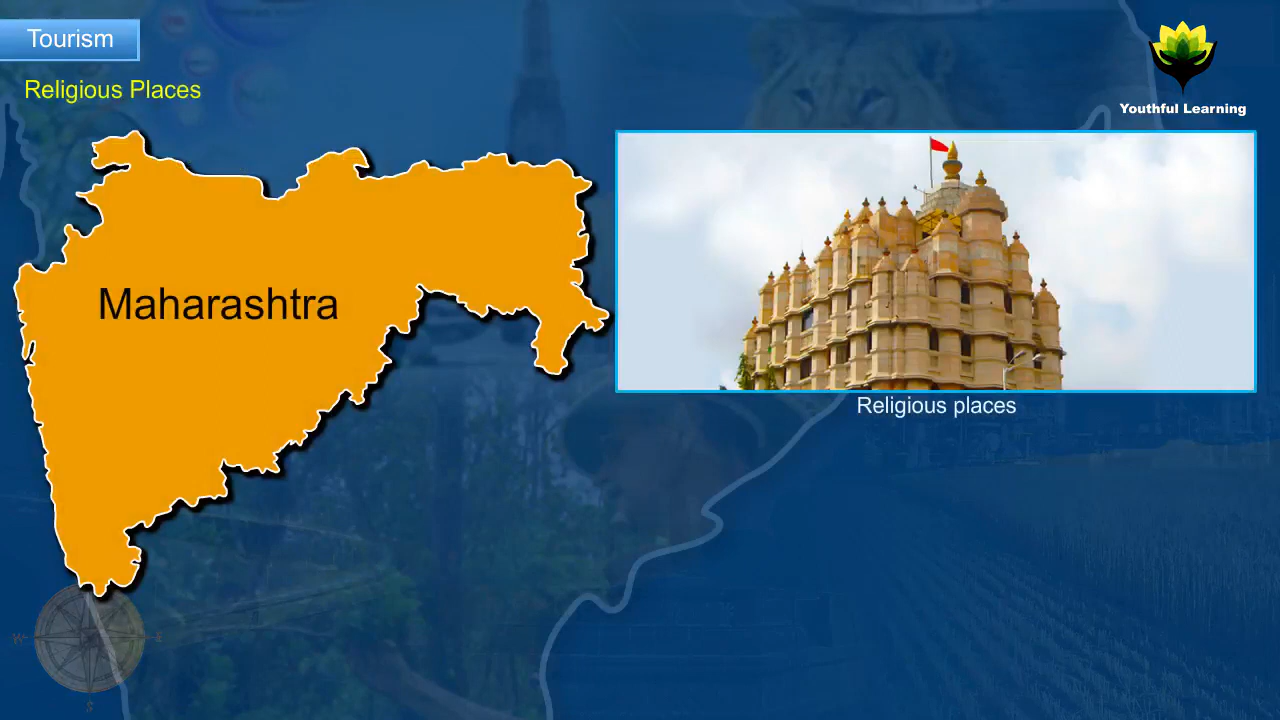 Tourism
Religious Places
Youthful Learning
Maharashtra
Religious places
W
E
S